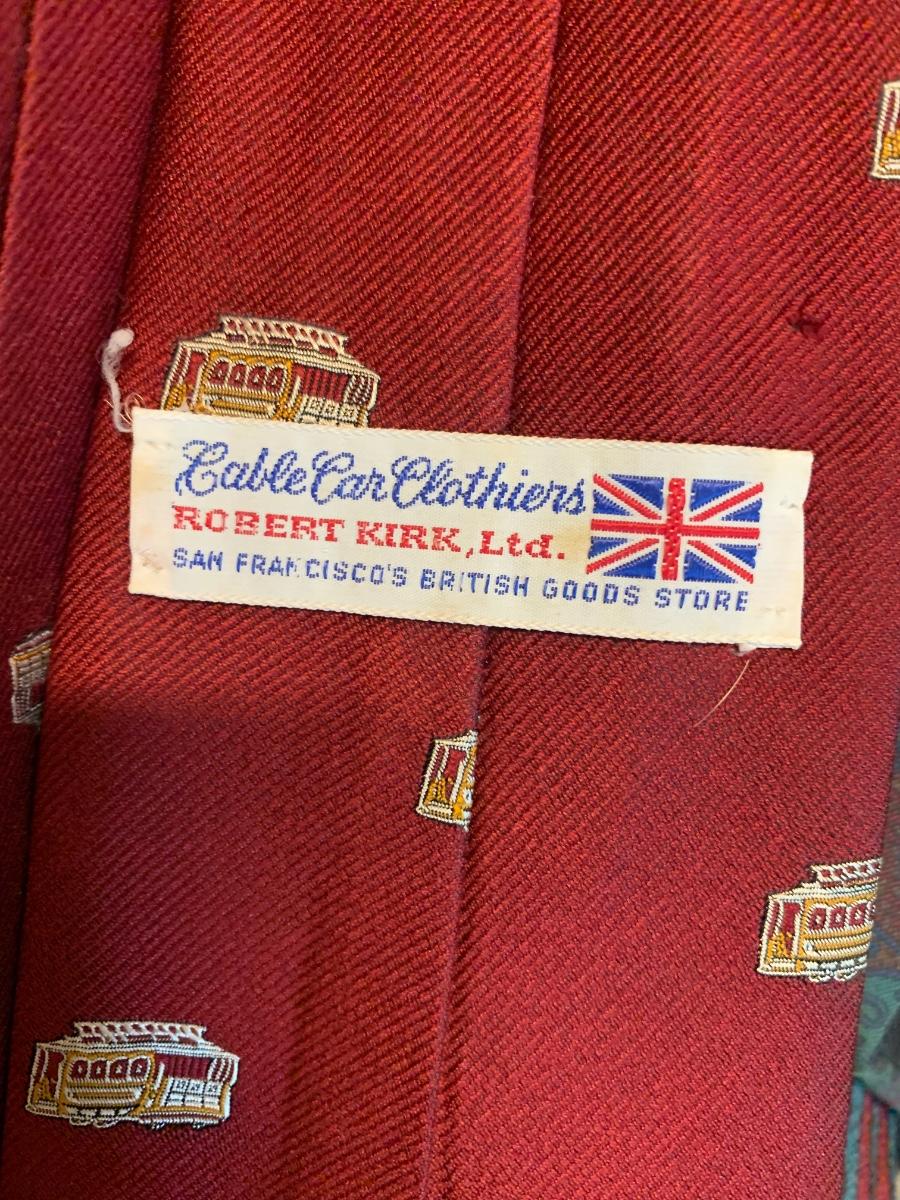 Cable Car Clothiers
ROBERT KIRK, Ltd.
SAN FRANCISCO'S BRITISH GOODS STORE